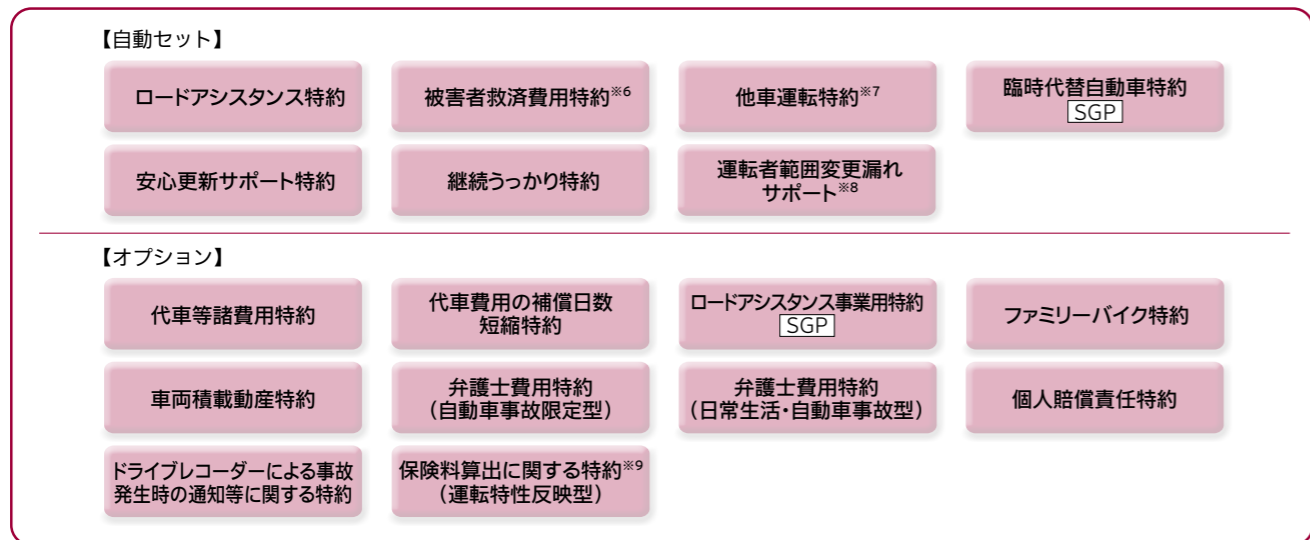 【自動セット】
ロードアシスタンス特約
被害者救済費用特約※6
他車運転特約※7
臨時代替自動車特約
SGP
安心更新サポート特約
継続うっかり特約
運転者範囲変更漏れ
サポート※8
【オプション】
代車等諸費用特約
代車費用の補償日数
短縮特約
ロードアシスタンス事業用特約
SGP
ファミリーバイク特約
車両積載動産特約
弁護士費用特約
（自動車事故限定型）
弁護士費用特約
（日常生活・自動車事故型）
個人賠償責任特約
ドライブレコーダーによる事故
発生時の通知等に関する特約
保険料算出に関する特約※9
（運転特性反映型）